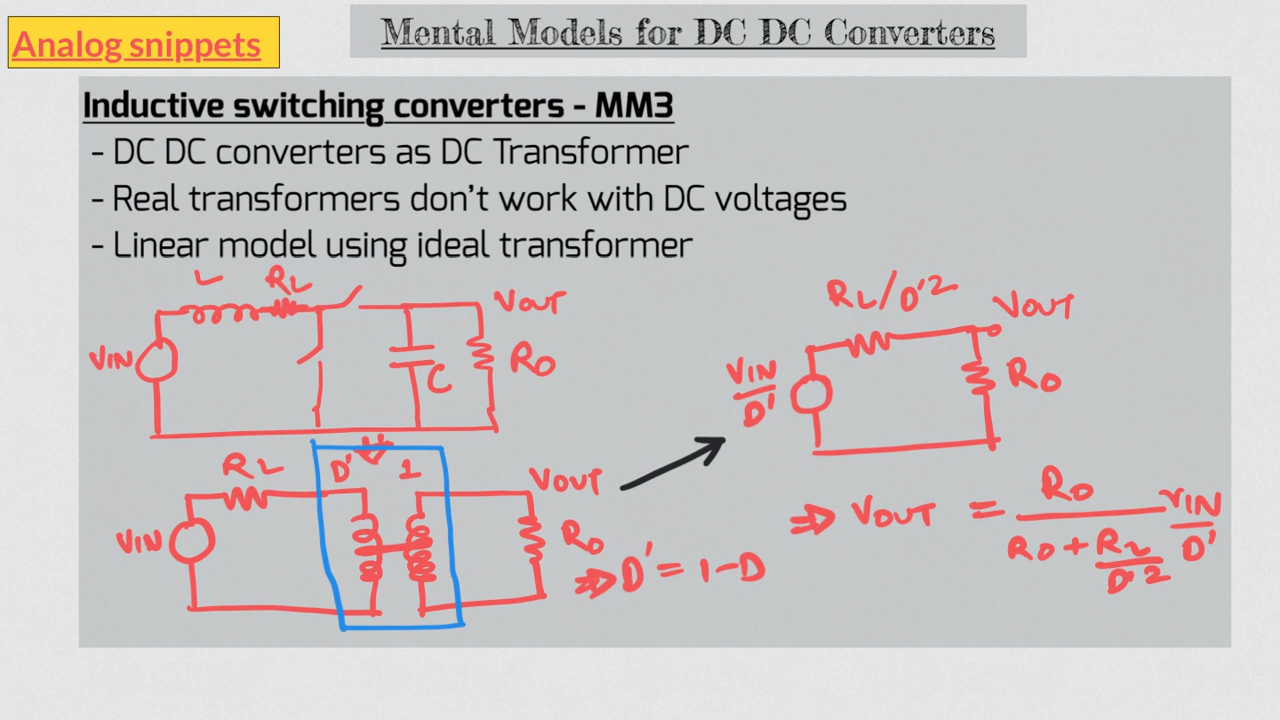 Analog snippets
Mental Models for DC DC Converters
Inductive switching converters - MM3
- DC DC converters as DC Transformer
- Real transformers don't work with DC voltages
- Linear model using ideal transformer
L RL
VOUT
VIN
C
RO
RL/D'2
VOUT
VIN/D'
RO
RL
D' 1
VOUT
VIN
RO
⇒ D' = 1-D
⇒ VOUT = RO/(RO+RL/D'2) VIN/D'